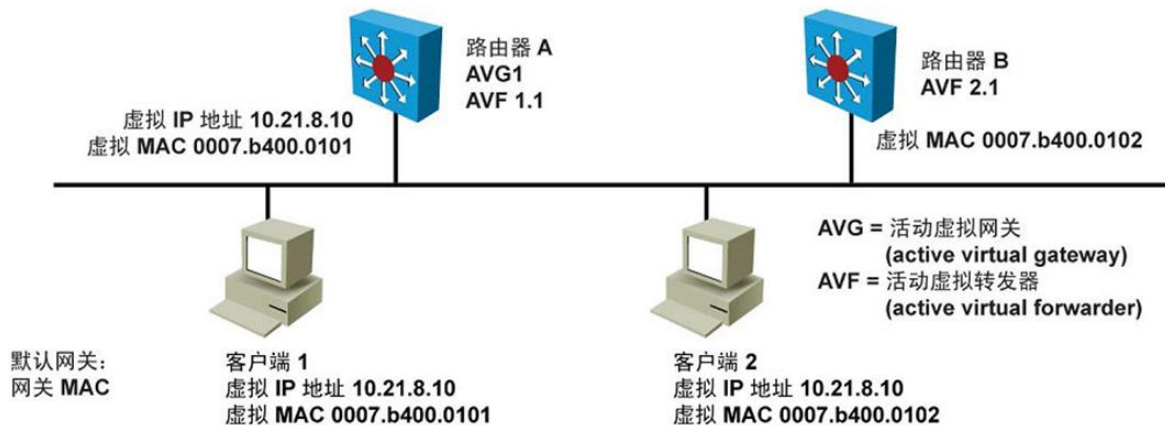 路由器 A
AVG1
AVF 1.1
虚拟 IP 地址 10.21.8.10
虚拟 MAC 0007.b400.0101
路由器 B
AVF 2.1
虚拟 MAC 0007.b400.0102
AVG = 活动虚拟网关
(active virtual gateway)
AVF = 活动虚拟转发器
(active virtual forwarder)
默认网关：
网关 MAC
客户端 1
虚拟 IP 地址 10.21.8.10
虚拟 MAC 0007.b400.0101
客户端 2
虚拟 IP 地址 10.21.8.10
虚拟 MAC 0007.b400.0102